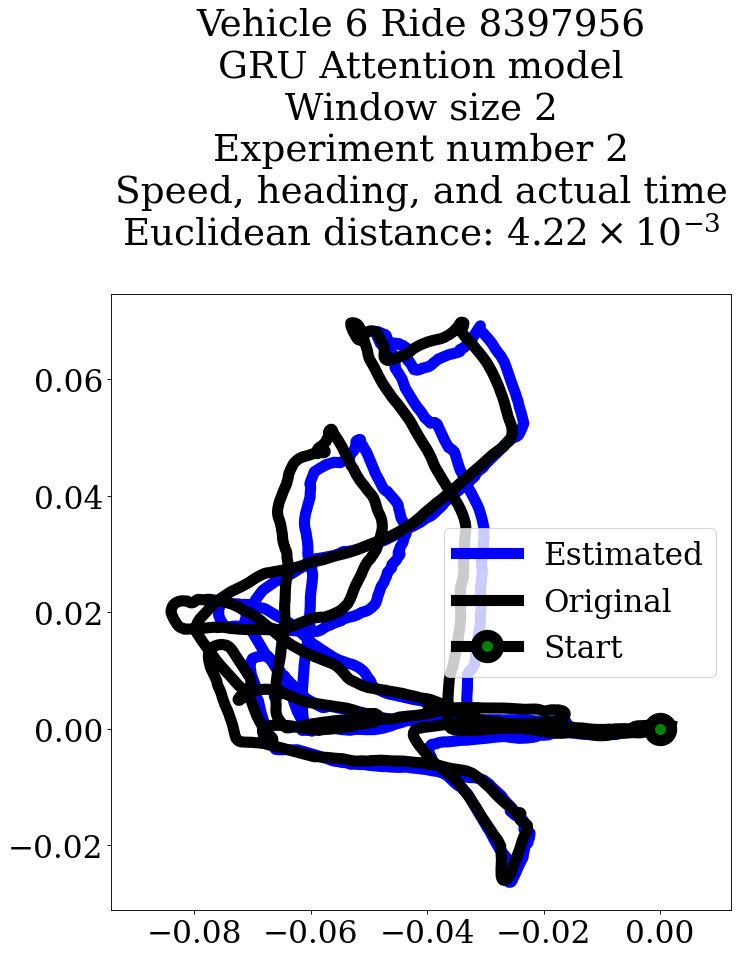 Vehicle 6 Ride 8397956
GRU Attention model
Window size 2
Experiment number 2
Speed, heading, and actual time
Euclidean distance: 4.22 × 10⁻³
0.06
0.04
0.02
0.00
−0.02
Estimated
Original
Start
−0.08 −0.06 −0.04 −0.02 0.00